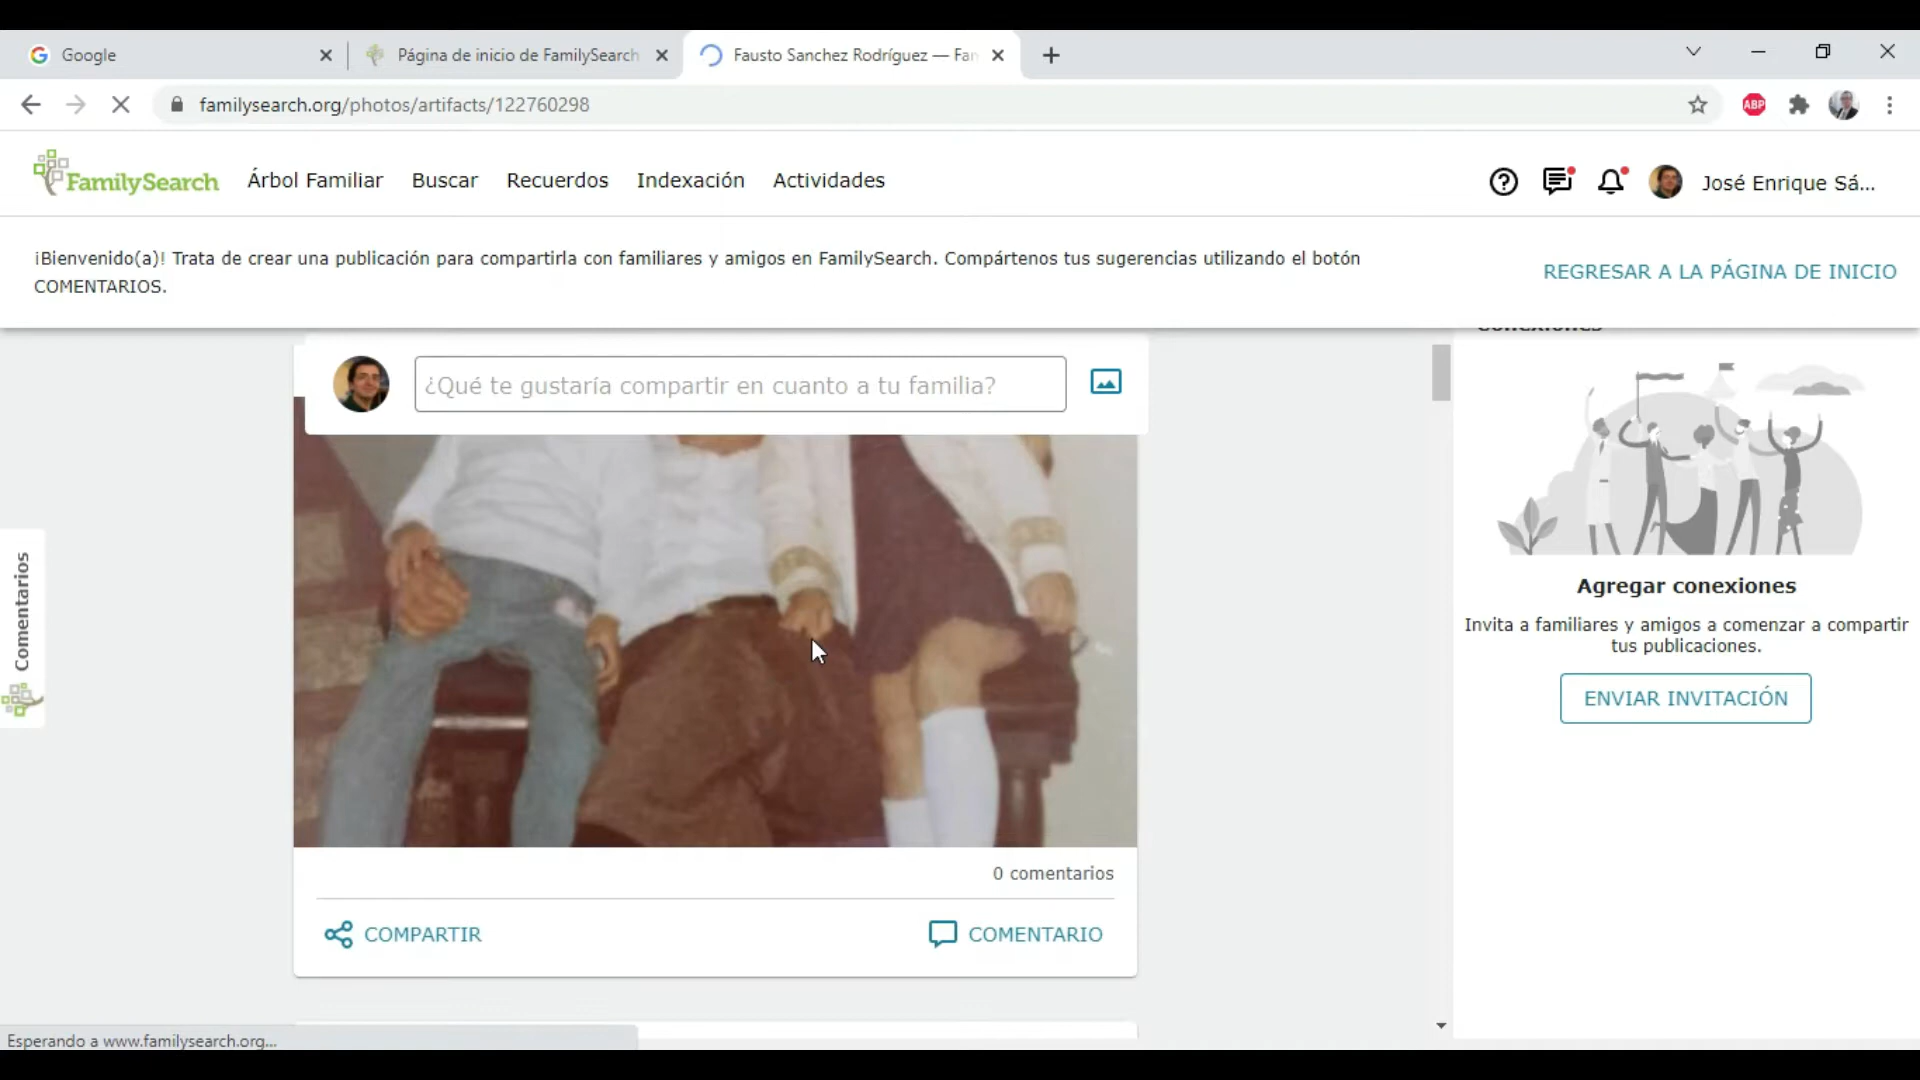 Google
Página de inicio de FamilySearch
Fausto Sanchez Rodríguez — Fam
familysearch.org/photos/artifacts/122760298
ABP
FamilySearch
Árbol Familiar
Buscar
Recuerdos
Indexación
Actividades
José Enrique Sá...
¡Bienvenido(a)! Trata de crear una publicación para compartirla con familiares y amigos en FamilySearch. Compártenos tus sugerencias utilizando el botón
COMENTARIOS.
REGRESAR A LA PÁGINA DE INICIO
Conexiones
¿Qué te gustaría compartir en cuanto a tu familia?
Comentarios
Agregar conexiones
Invita a familiares y amigos a comenzar a compartir
tus publicaciones.
ENVIAR INVITACIÓN
0 comentarios
COMPARTIR
COMENTARIO
Esperando a www.familysearch.org...